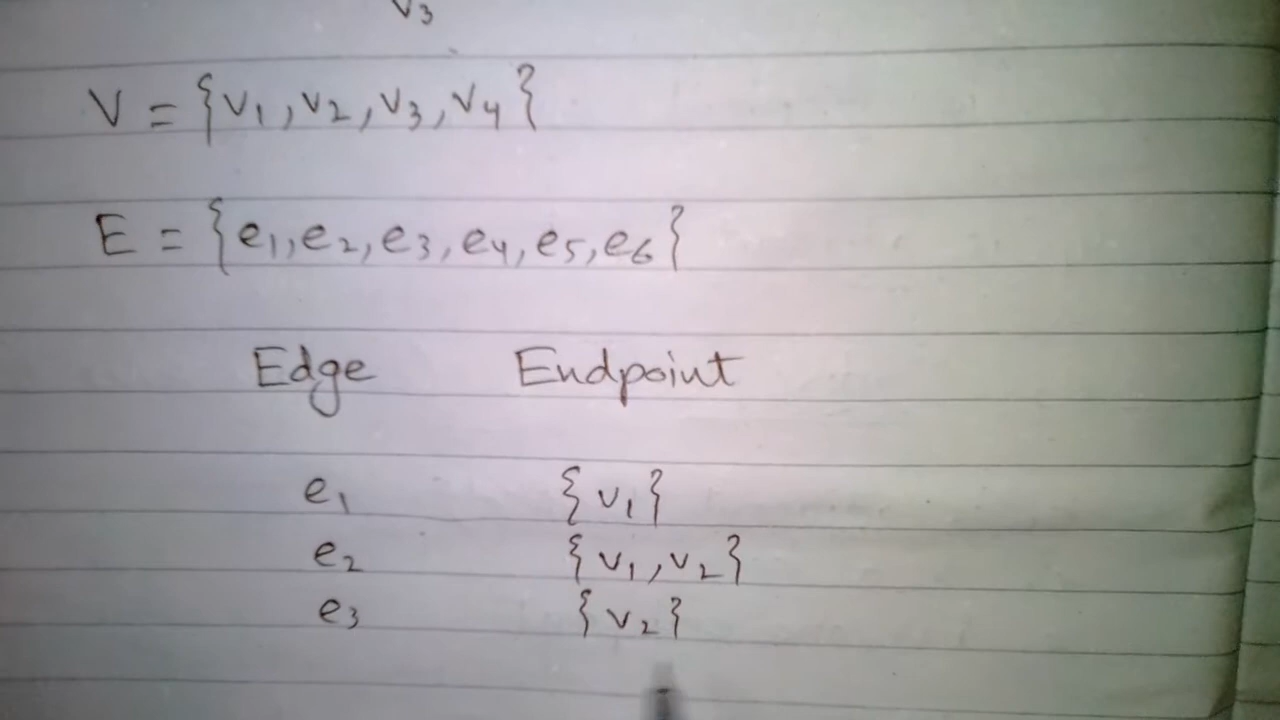 v3
V = {v1, v2, v3, v4}
E = {e1, e2, e3, e4, e5, e6}
Edge Endpoint
e1 {v1}
e2 {v1, v2}
e3 {v2}